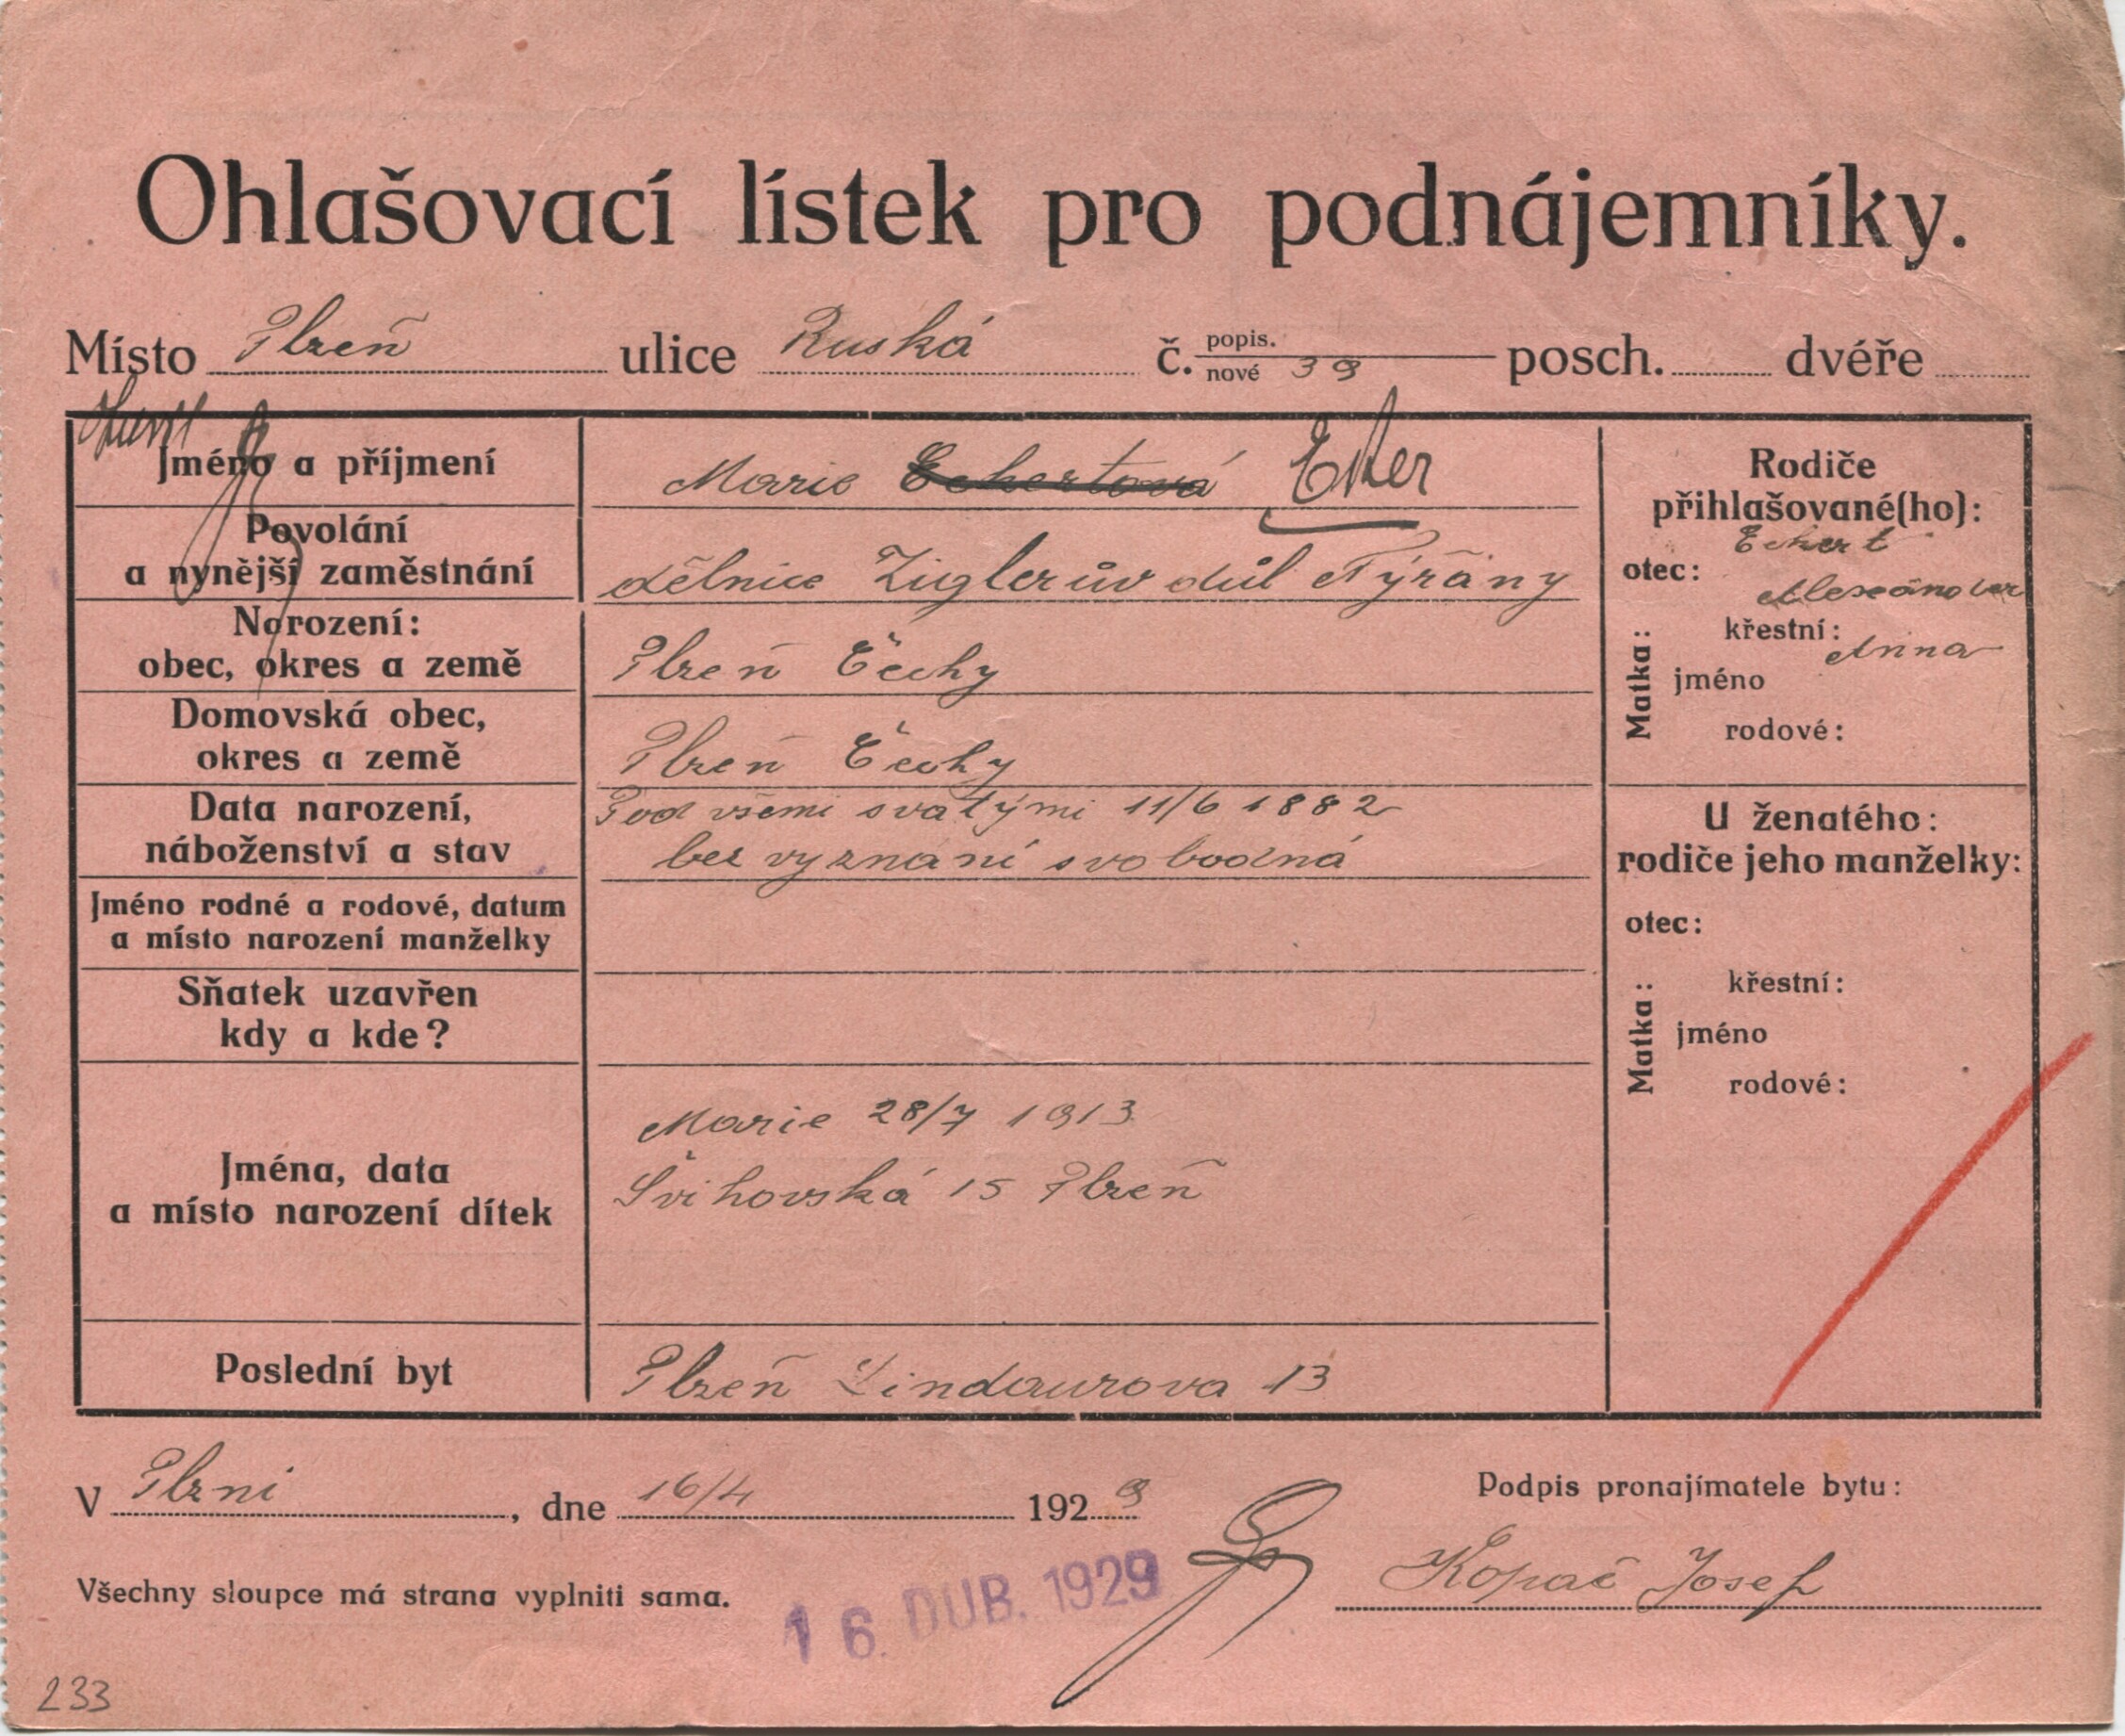 Ohlašovací lístek pro podnájemníky.
Místo Plzeň ulice Ruská č. popis. nové 39 posch. dvéře
Jméno a příjmení Marie Eckertová
Povolání
a nynější zaměstnání dělnice Ziglerův důl Nýřany
Narození:
obec, okres a země Plzeň Čechy
Domovská obec,
okres a země Plzeň Čechy
Data narození, Pod všemi svatými 11/6 1882
náboženství a stav bez vyznání svobodná
Jméno rodné a rodové, datum
a místo narození manželky
Sňatek uzavřen
kdy a kde?
Marie 28/7 1913
Jména, data Švihovská 15 Plzeň
a místo narození dítek
Poslední byt Plzeň Lindaurova 13
Rodiče
přihlašované(ho):
Eckert
otec: Alexander
křestní: Anna
Matka: jméno
rodové:
U ženatého:
rodiče jeho manželky:
otec:
křestní:
Matka: jméno
rodové:
V Plzni, dne 16/4 1929
Podpis pronajímatele bytu:
Kopač Josef
Všechny sloupce má strana vyplniti sama.
16. DUB. 1929
233